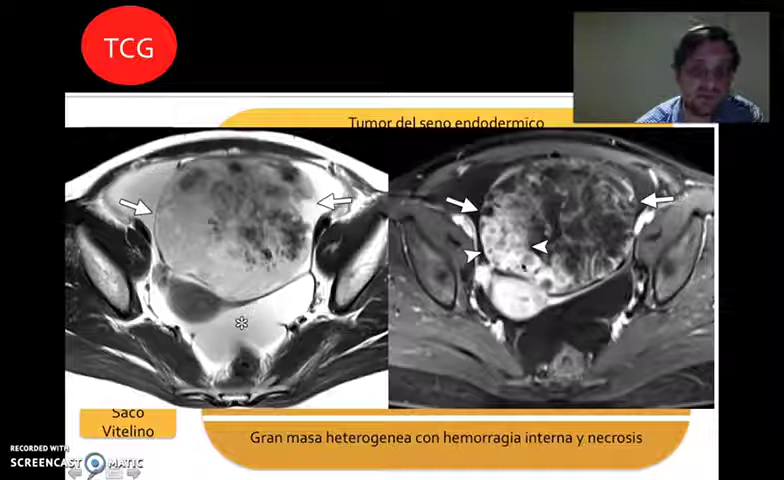 TCG
Tumor del seno endodermico
*
Saco
Vitelino
Gran masa heterogenea con hemorragia interna y necrosis
RECORDED WITH
SCREENCAST MATIC